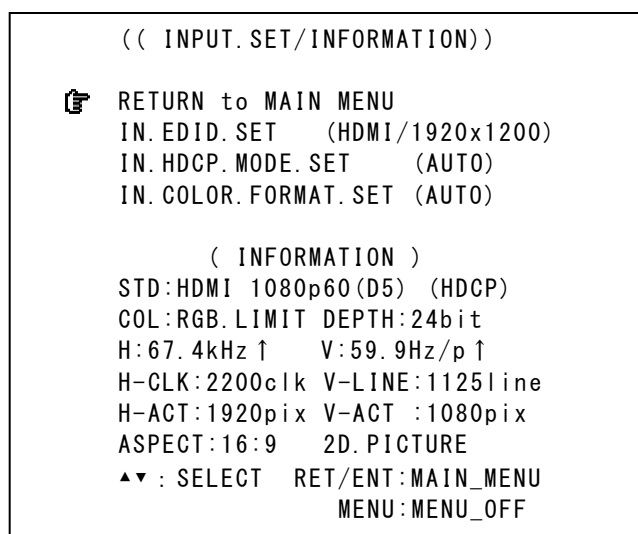 (( INPUT.SET/INFORMATION))
☞ RETURN to MAIN MENU
IN.EDID.SET (HDMI/1920x1200)
IN.HDCP.MODE.SET (AUTO)
IN.COLOR.FORMAT.SET (AUTO)
( INFORMATION )
STD:HDMI 1080p60(D5) (HDCP)
COL:RGB.LIMIT DEPTH:24bit
H:67.4kHz↑ V:59.9Hz/p↑
H-CLK:2200clk V-LINE:1125line
H-ACT:1920pix V-ACT :1080pix
ASPECT:16:9 2D.PICTURE
▲▼:SELECT RET/ENT:MAIN_MENU
MENU:MENU_OFF